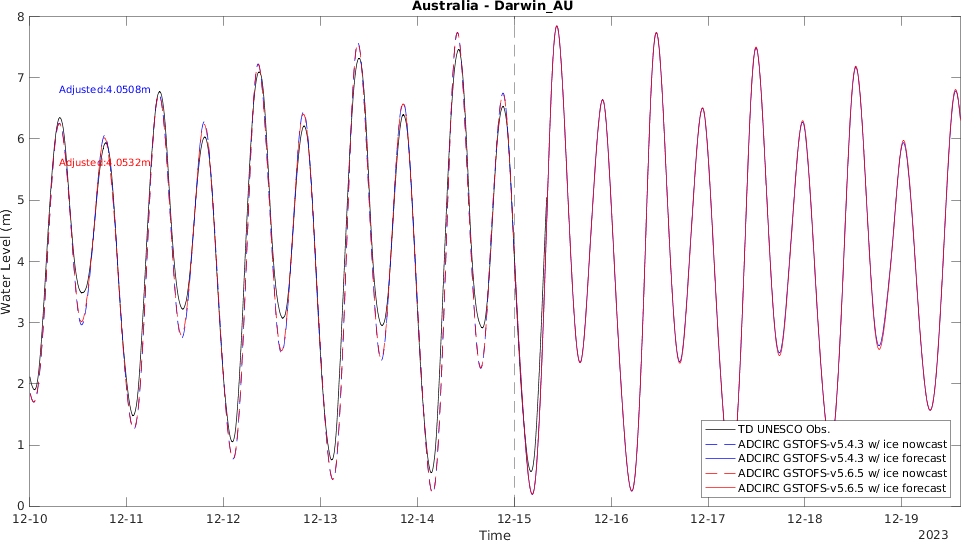 Australia - Darwin_AU
8
7
6
5
4
3
2
1
0
Water Level (m)
Adjusted:4.0508m
Adjusted:4.0532m
TD UNESCO Obs.
ADCIRC GSTOFS-v5.4.3 w/ ice nowcast
ADCIRC GSTOFS-v5.4.3 w/ ice forecast
ADCIRC GSTOFS-v5.6.5 w/ ice nowcast
ADCIRC GSTOFS-v5.6.5 w/ ice forecast
12-10 12-11 12-12 12-13 12-14 12-15 12-16 12-17 12-18 12-19
Time
2023